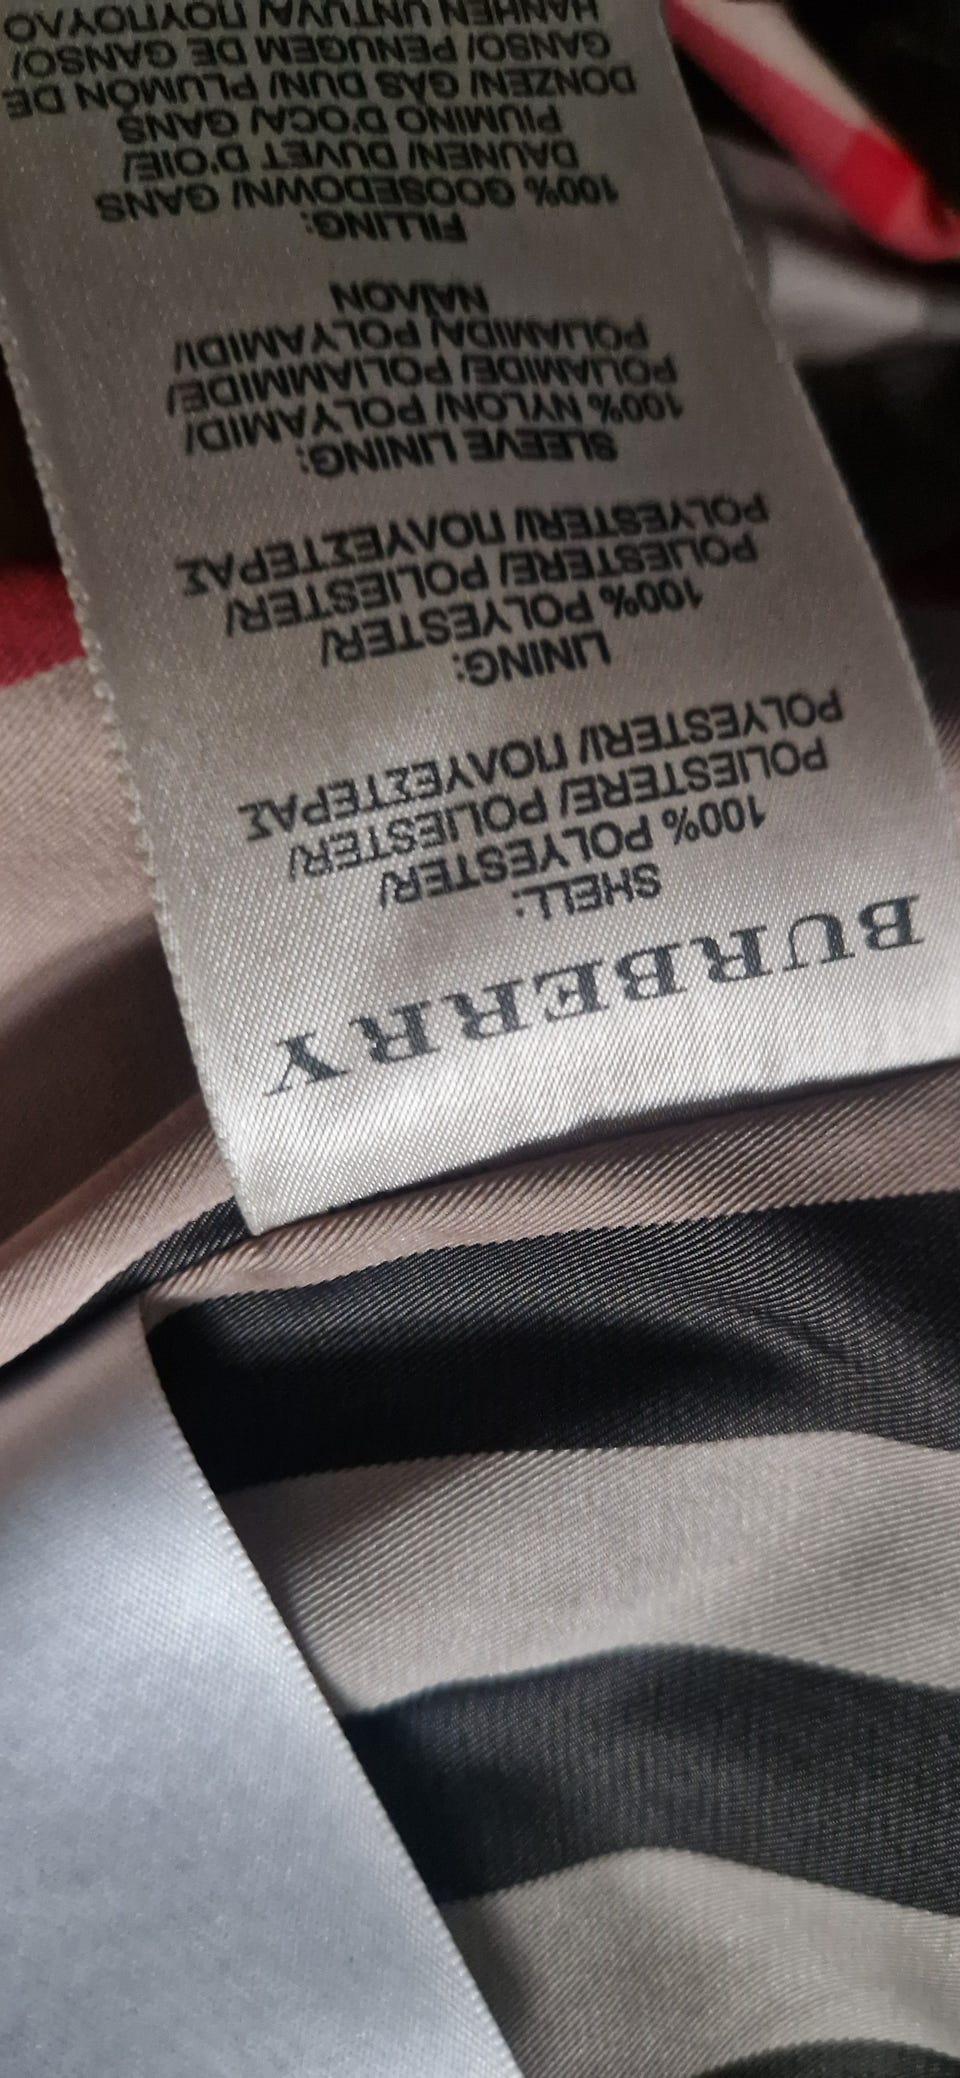 BURBERRY
SHELL:
100% POLYESTER/
POLIESTERE/ POLIESTER/
POLYESTERI/ ΠΟΛΥΕΣΤΕΡΑΣ
LINING:
100% POLYESTER/
POLIESTERE/ POLIESTER/
POLYESTERI/ ΠΟΛΥΕΣΤΕΡΑΣ
SLEEVE LINING:
100% NYLON/ POLYAMID/
POLIAMIDE/ POLIAMMIDE/
POLIAMIDA/ POLYAMIDI/
ΝΑΪΛΟΝ
FILLING:
100% GOOSEDOWN/ GANS
DAUNEN/ DUVET D'OIE/
PIUMINO D'OCA/ GANS
DONZEN/ GÅS DUN/ PLUMÓN DE
GANSO/ PENUGEM DE GANSO/
HANHEN UNTUVA/ ΠΟΥΠΟΥΛΟ